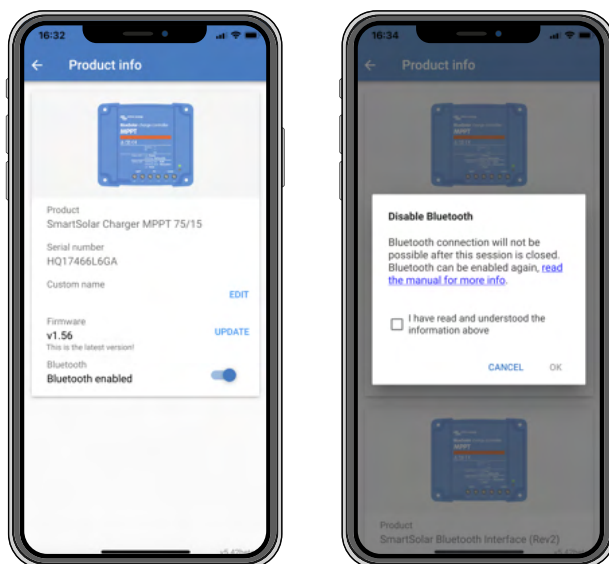 16:32
Product info
MPPT
Product
SmartSolar Charger MPPT 75/15
Serial number
HQ17466L6GA
Custom name
EDIT
Firmware
v1.56
UPDATE
This is the latest version!
Bluetooth
Bluetooth enabled
16:34
Product info
MPPT
Disable Bluetooth
Bluetooth connection will not be
possible after this session is closed.
Bluetooth can be enabled again, read
the manual for more info.
I have read and understood the
information above
CANCEL OK
MPPT
Product
SmartSolar Bluetooth Interface (Rev2)